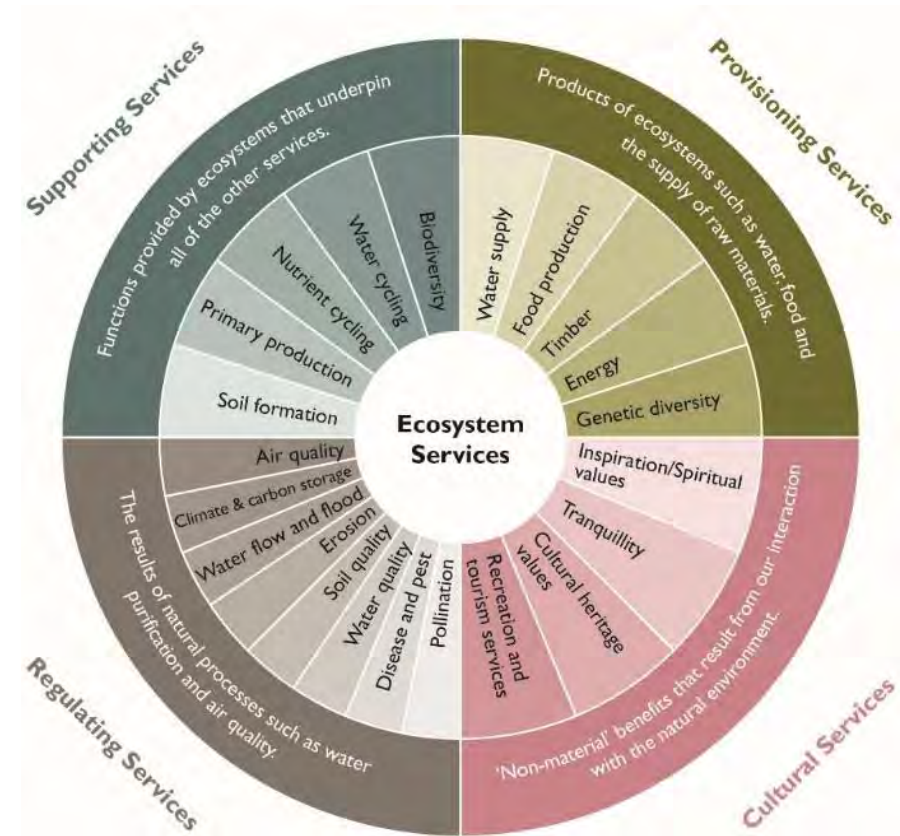 Supporting Services
Functions provided by ecosystems that underpin
all of the other services.
Soil formation
Primary production
Nutrient cycling
Water cycling
Biodiversity
Provisioning Services
Products of ecosystems such as water, food and
the supply of raw materials.
Water supply
Food production
Timber
Energy
Genetic diversity
Ecosystem
Services
Regulating Services
The results of natural processes such as water
purification and air quality.
Air quality
Climate & carbon storage
Water flow and flood
Erosion
Soil quality
Water quality
Disease and pest
Pollination
Cultural Services
‘Non-material’ benefits that result from our interaction
with the natural environment.
Inspiration/Spiritual
values
Tranquillity
Cultural heritage
values
Recreation and
tourism services